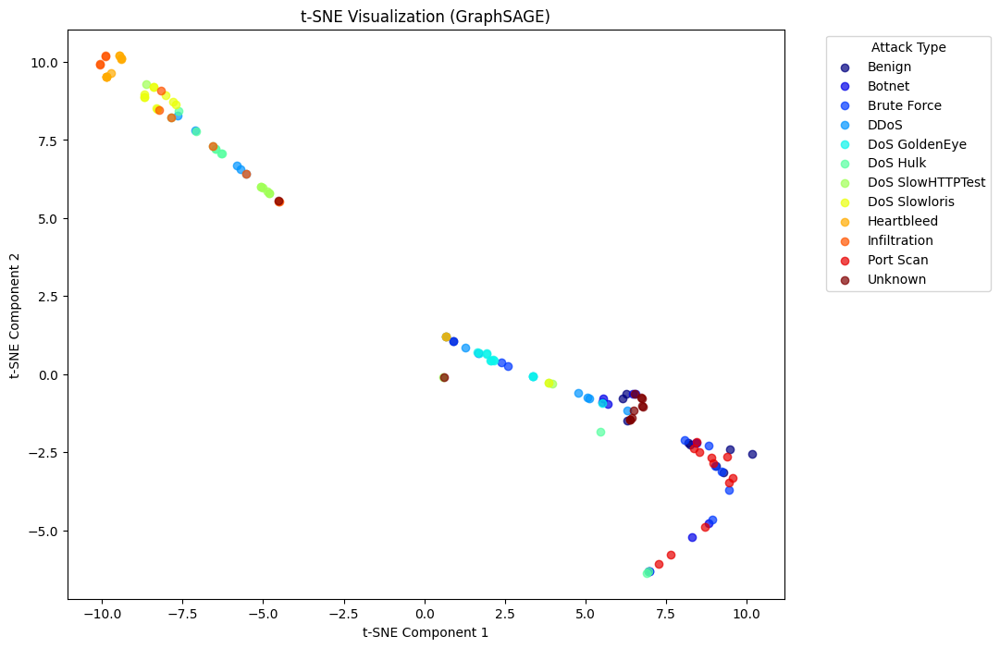 t-SNE Visualization (GraphSAGE)
10.0
7.5
5.0
2.5
0.0
−2.5
−5.0
t-SNE Component 2
−10.0
−7.5
−5.0
−2.5
0.0
2.5
5.0
7.5
10.0
t-SNE Component 1
Attack Type
Benign
Botnet
Brute Force
DDoS
DoS GoldenEye
DoS Hulk
DoS SlowHTTPTest
DoS Slowloris
Heartbleed
Infiltration
Port Scan
Unknown